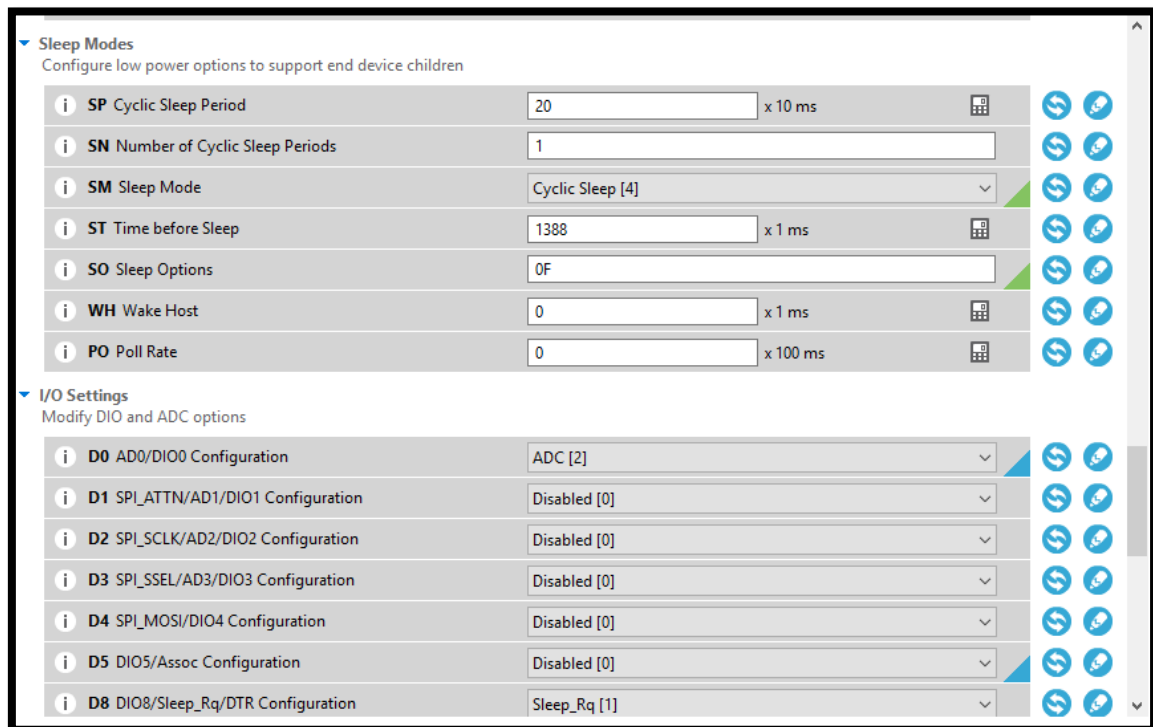 Sleep Modes
Configure low power options to support end device children
i SP Cyclic Sleep Period 20 x 10 ms
i SN Number of Cyclic Sleep Periods 1
i SM Sleep Mode Cyclic Sleep [4]
i ST Time before Sleep 1388 x 1 ms
i SO Sleep Options 0F
i WH Wake Host 0 x 1 ms
i PO Poll Rate 0 x 100 ms
I/O Settings
Modify DIO and ADC options
i D0 AD0/DIO0 Configuration ADC [2]
i D1 SPI_ATTN/AD1/DIO1 Configuration Disabled [0]
i D2 SPI_SCLK/AD2/DIO2 Configuration Disabled [0]
i D3 SPI_SSEL/AD3/DIO3 Configuration Disabled [0]
i D4 SPI_MOSI/DIO4 Configuration Disabled [0]
i D5 DIO5/Assoc Configuration Disabled [0]
i D8 DIO8/Sleep_Rq/DTR Configuration Sleep_Rq [1]